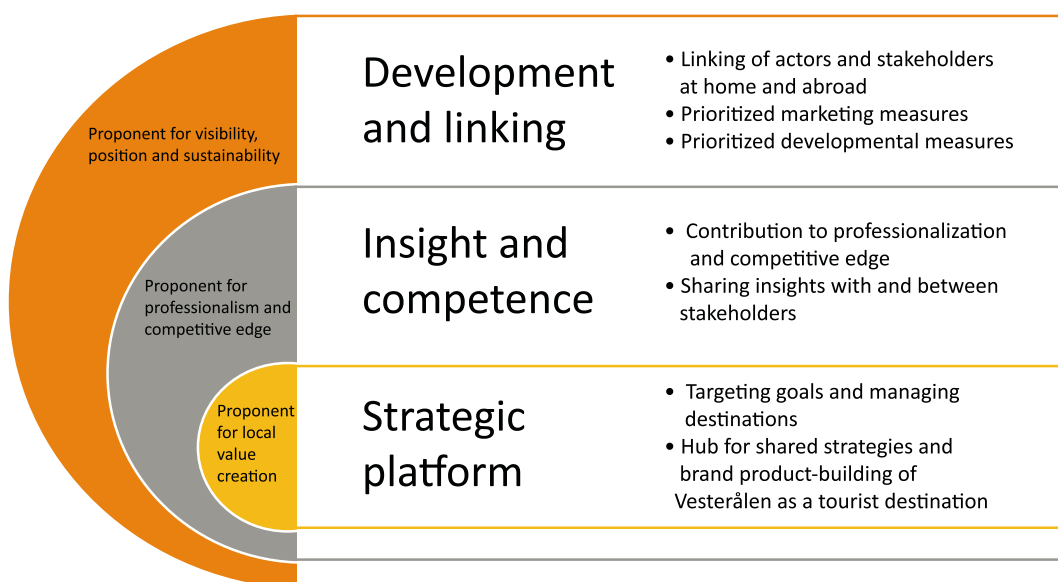 Proponent for visibility,
position and sustainability
Development
and linking
• Linking of actors and stakeholders
at home and abroad
• Prioritized marketing measures
• Prioritized developmental measures
Proponent for
professionalism and
competitive edge
Insight and
competence
• Contribution to professionalization
and competitive edge
• Sharing insights with and between
stakeholders
Proponent
for local
value
creation
Strategic
platform
• Targeting goals and managing
destinations
• Hub for shared strategies and
brand product-building of
Vesterålen as a tourist destination